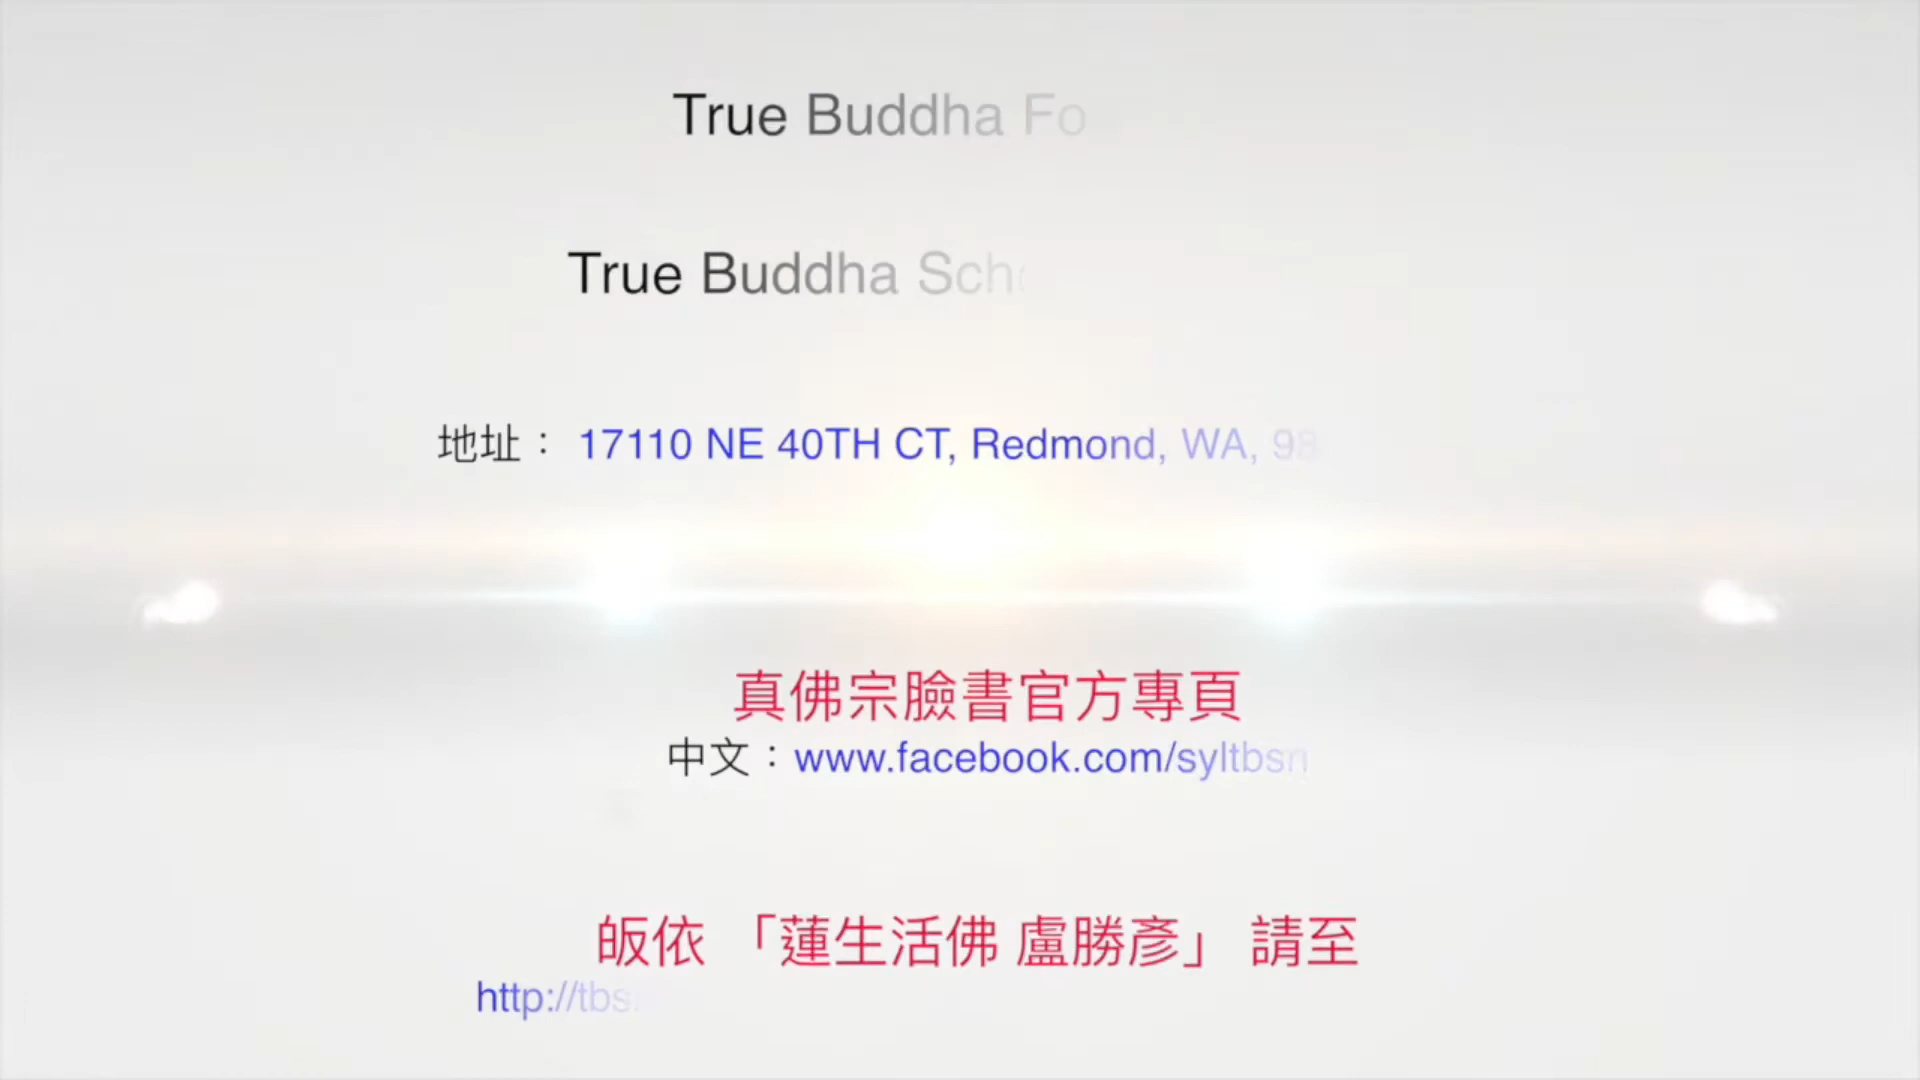 True Buddha Fo
True Buddha Sch
地址： 17110 NE 40TH CT, Redmond, WA, 98
真佛宗臉書官方專頁
中文：www.facebook.com/syltbsn
皈依 「蓮生活佛 盧勝彥」 請至
http://tbs